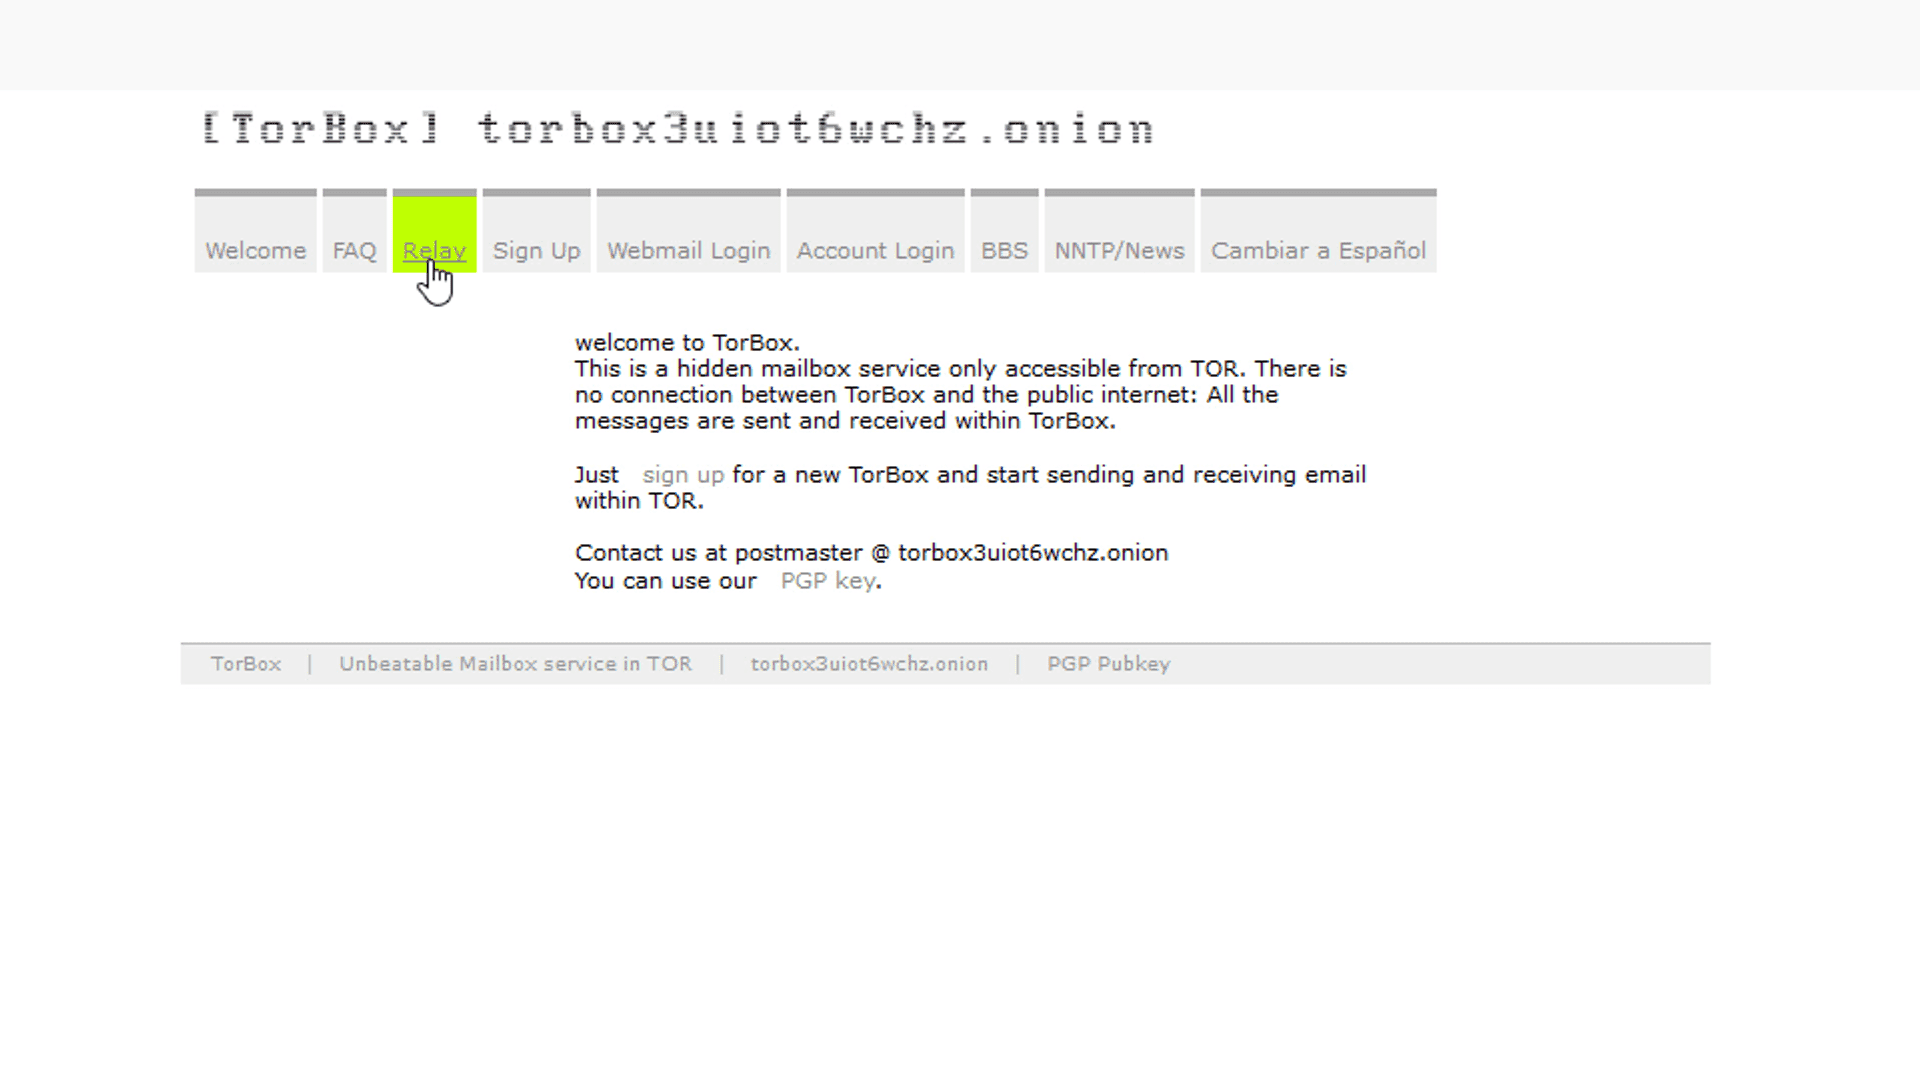 [TorBox] torbox3uiot6wchz.onion
Welcome FAQ Relay Sign Up Webmail Login Account Login BBS NNTP/News Cambiar a Español
welcome to TorBox.
This is a hidden mailbox service only accessible from TOR. There is
no connection between TorBox and the public internet: All the
messages are sent and received within TorBox.
Just sign up for a new TorBox and start sending and receiving email
within TOR.
Contact us at postmaster @ torbox3uiot6wchz.onion
You can use our PGP key.
TorBox | Unbeatable Mailbox service in TOR | torbox3uiot6wchz.onion | PGP Pubkey